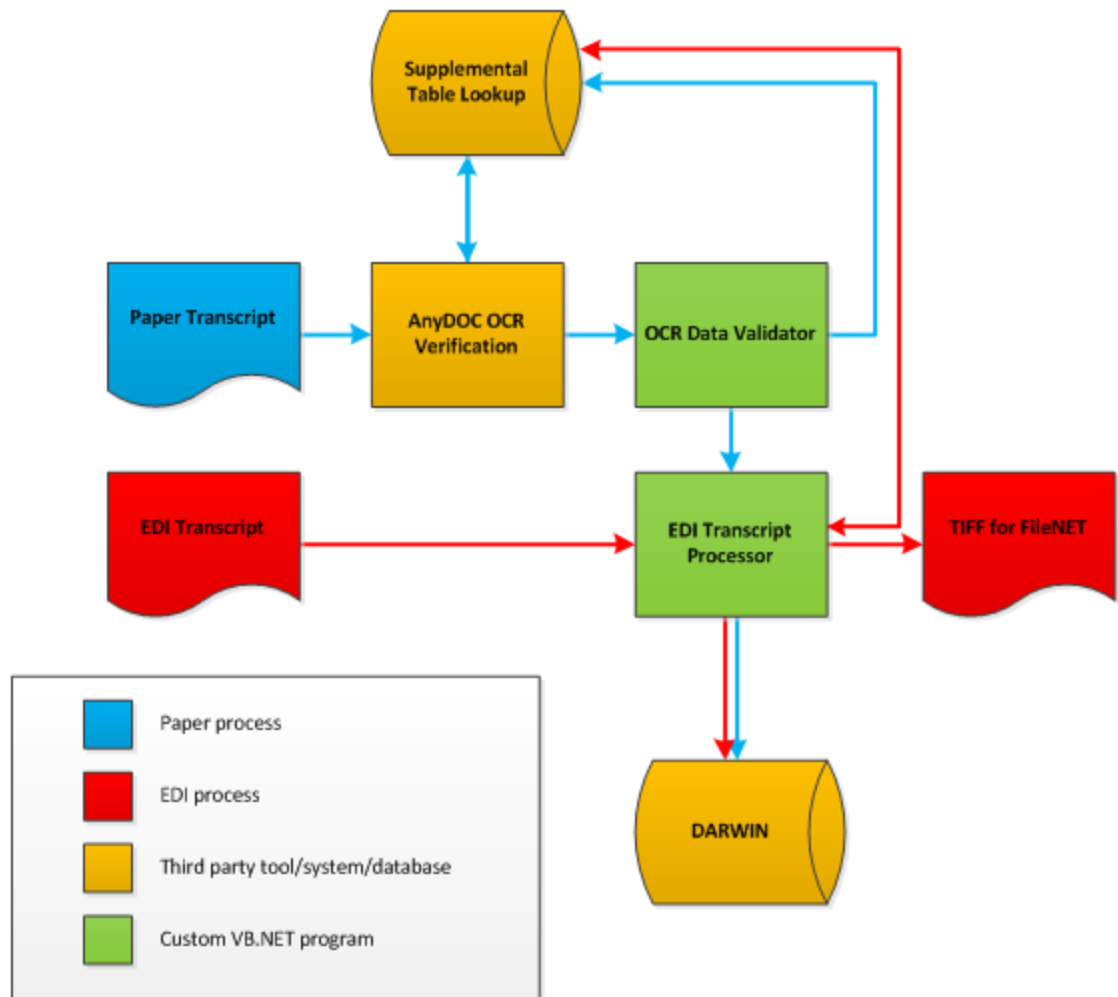 Supplemental
Table Lookup
Paper Transcript
AnyDOC OCR
Verification
OCR Data Validator
EDI Transcript
EDI Transcript
Processor
TIFF for FileNET
DARWIN
Paper process
EDI process
Third party tool/system/database
Custom VB.NET program